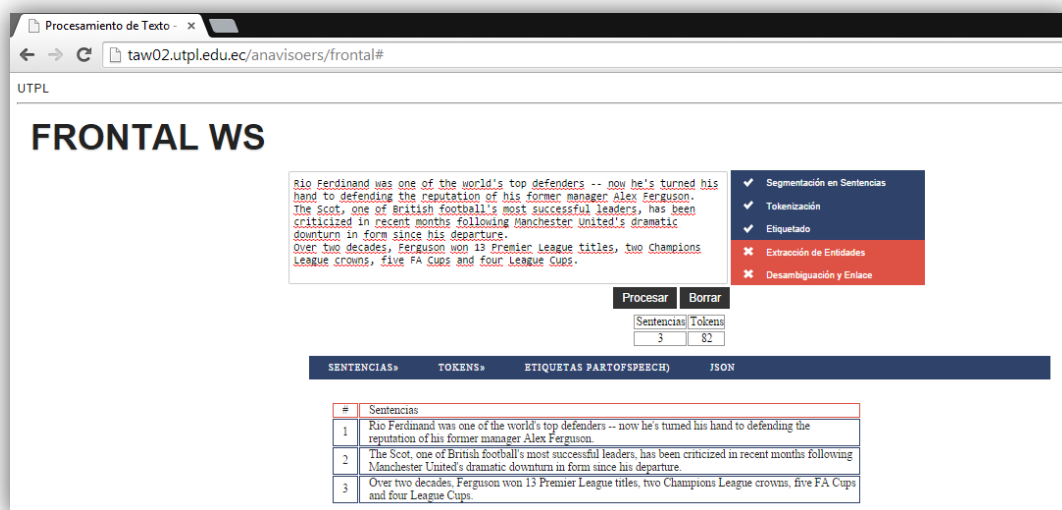 Procesamiento de Texto - ×
taw02.utpl.edu.ec/anavisoers/frontal#
UTPL
FRONTAL WS
Rio Ferdinand was one of the world's top defenders -- now he's turned his
hand to defending the reputation of his former manager Alex Ferguson.
The Scot, one of British football's most successful leaders, has been
criticized in recent months following Manchester United's dramatic
downturn in form since his departure.
Over two decades, Ferguson won 13 Premier League titles, two Champions
League crowns, five FA Cups and four League Cups.
Segmentación en Sentencias
Tokenización
Etiquetado
Extracción de Entidades
Desambiguación y Enlace
Procesar Borrar
Sentencias Tokens
3 82
SENTENCIAS» TOKENS» ETIQUETAS PARTOFSPEECH) JSON
# Sentencias
1 Rio Ferdinand was one of the world's top defenders -- now he's turned his hand to defending the
reputation of his former manager Alex Ferguson.
2 The Scot, one of British football's most successful leaders, has been criticized in recent months following
Manchester United's dramatic downturn in form since his departure.
3 Over two decades, Ferguson won 13 Premier League titles, two Champions League crowns, five FA Cups
and four League Cups.